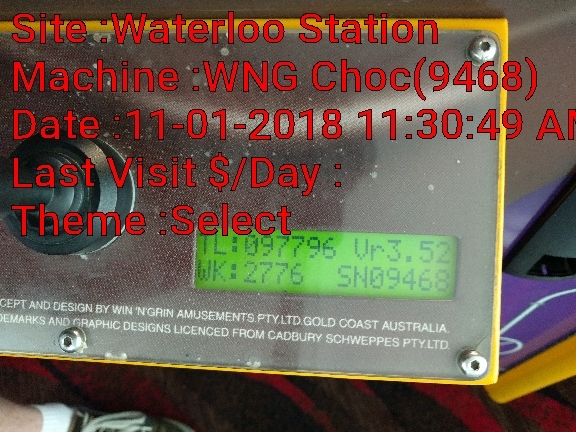 Site :Waterloo Station
Machine :WNG Choc(9468)
Date :11-01-2018 11:30:49 AM
Last Visit $/Day :
Theme :Select
TL:097796 Vr3.52
WK:2776 SN09468
CEPT AND DESIGN BY WIN 'N'GRIN AMUSEMENTS.PTY.LTD.GOLD COAST AUSTRALIA.
DEMARKS AND GRAPHIC DESIGNS LICENCED FROM CADBURY SCHWEPPES PTY.LTD.